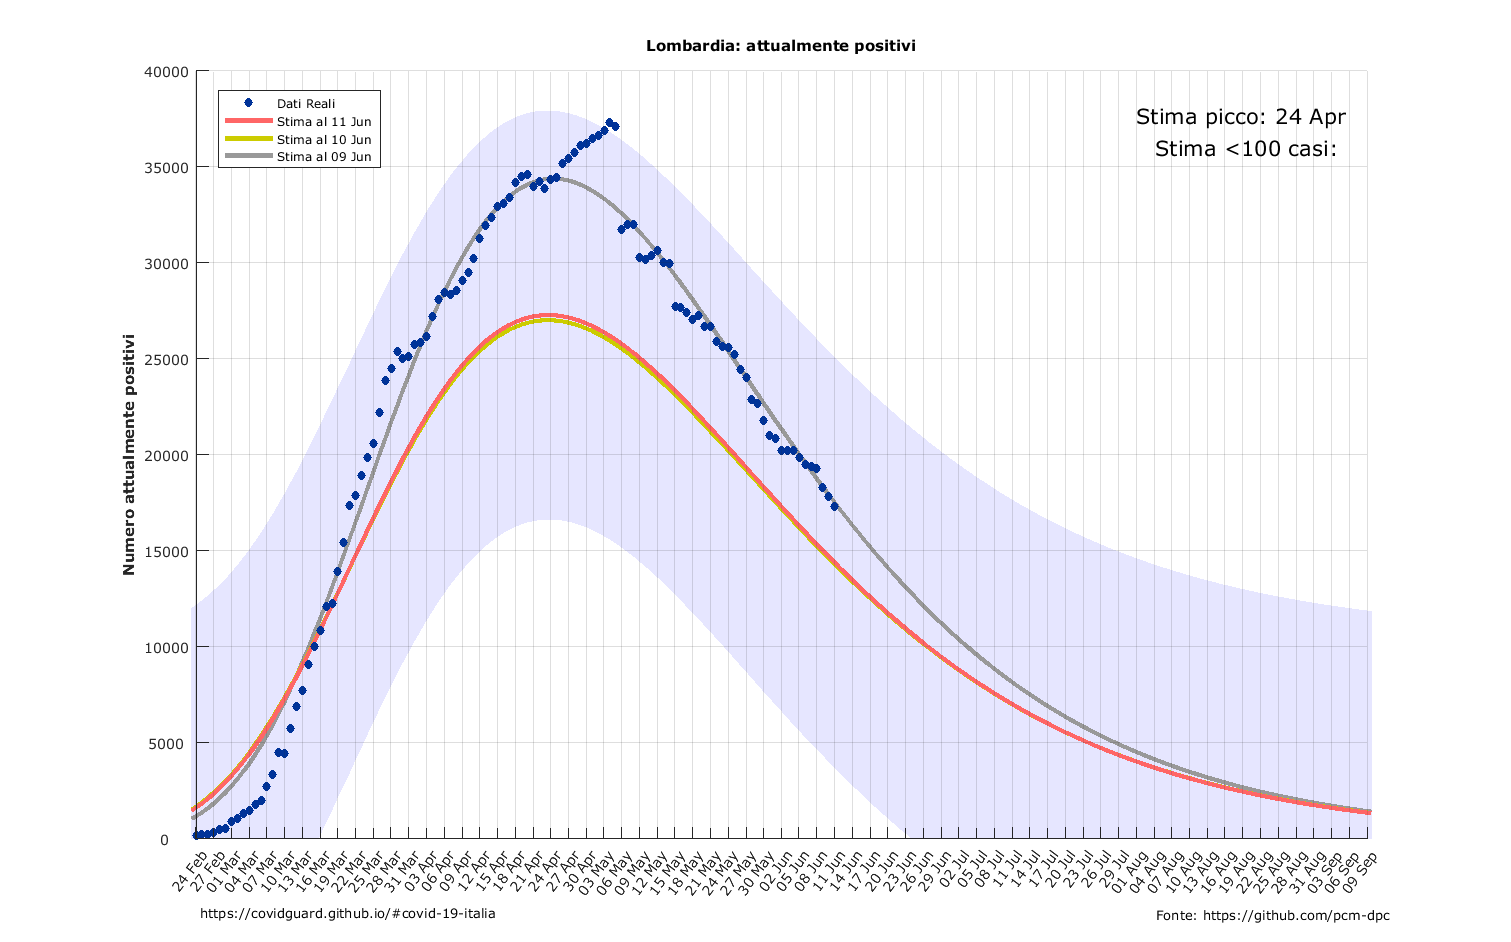 Lombardia: attualmente positivi
Stima picco: 24 Apr
Stima <100 casi:
Dati Reali
Stima al 11 Jun
Stima al 10 Jun
Stima al 09 Jun
Numero attualmente positivi
40000
35000
30000
25000
20000
15000
10000
5000
0
24 Feb
27 Feb
01 Mar
04 Mar
07 Mar
10 Mar
13 Mar
16 Mar
19 Mar
22 Mar
25 Mar
28 Mar
31 Mar
03 Apr
06 Apr
09 Apr
12 Apr
15 Apr
18 Apr
21 Apr
24 Apr
27 Apr
30 Apr
03 May
06 May
09 May
12 May
15 May
18 May
21 May
24 May
27 May
30 May
02 Jun
05 Jun
08 Jun
11 Jun
14 Jun
17 Jun
20 Jun
23 Jun
26 Jun
29 Jun
02 Jul
05 Jul
08 Jul
11 Jul
14 Jul
17 Jul
20 Jul
23 Jul
26 Jul
29 Jul
01 Aug
04 Aug
07 Aug
10 Aug
13 Aug
16 Aug
19 Aug
22 Aug
25 Aug
28 Aug
31 Aug
03 Sep
06 Sep
09 Sep
https://covidguard.github.io/#covid-19-italia
Fonte: https://github.com/pcm-dpc